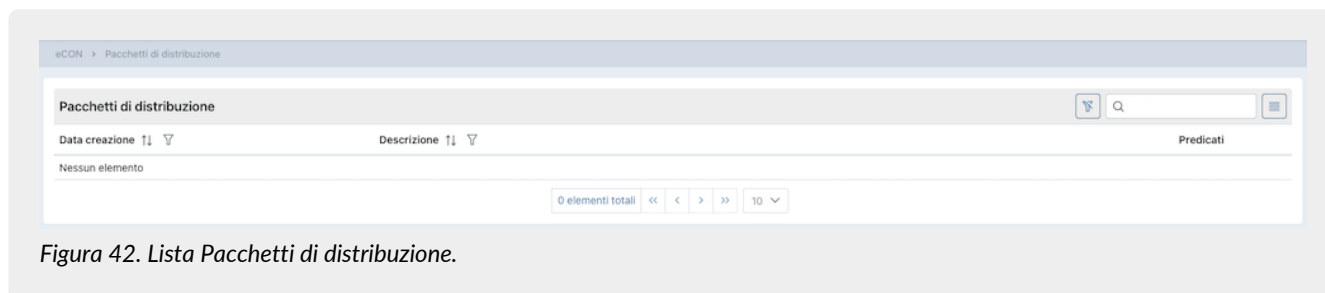 eCON > Pacchetti di distribuzione
Pacchetti di distribuzione
Data creazione Descrizione Predicati
Nessun elemento
0 elementi totali << < > >> 10
Figura 42. Lista Pacchetti di distribuzione.